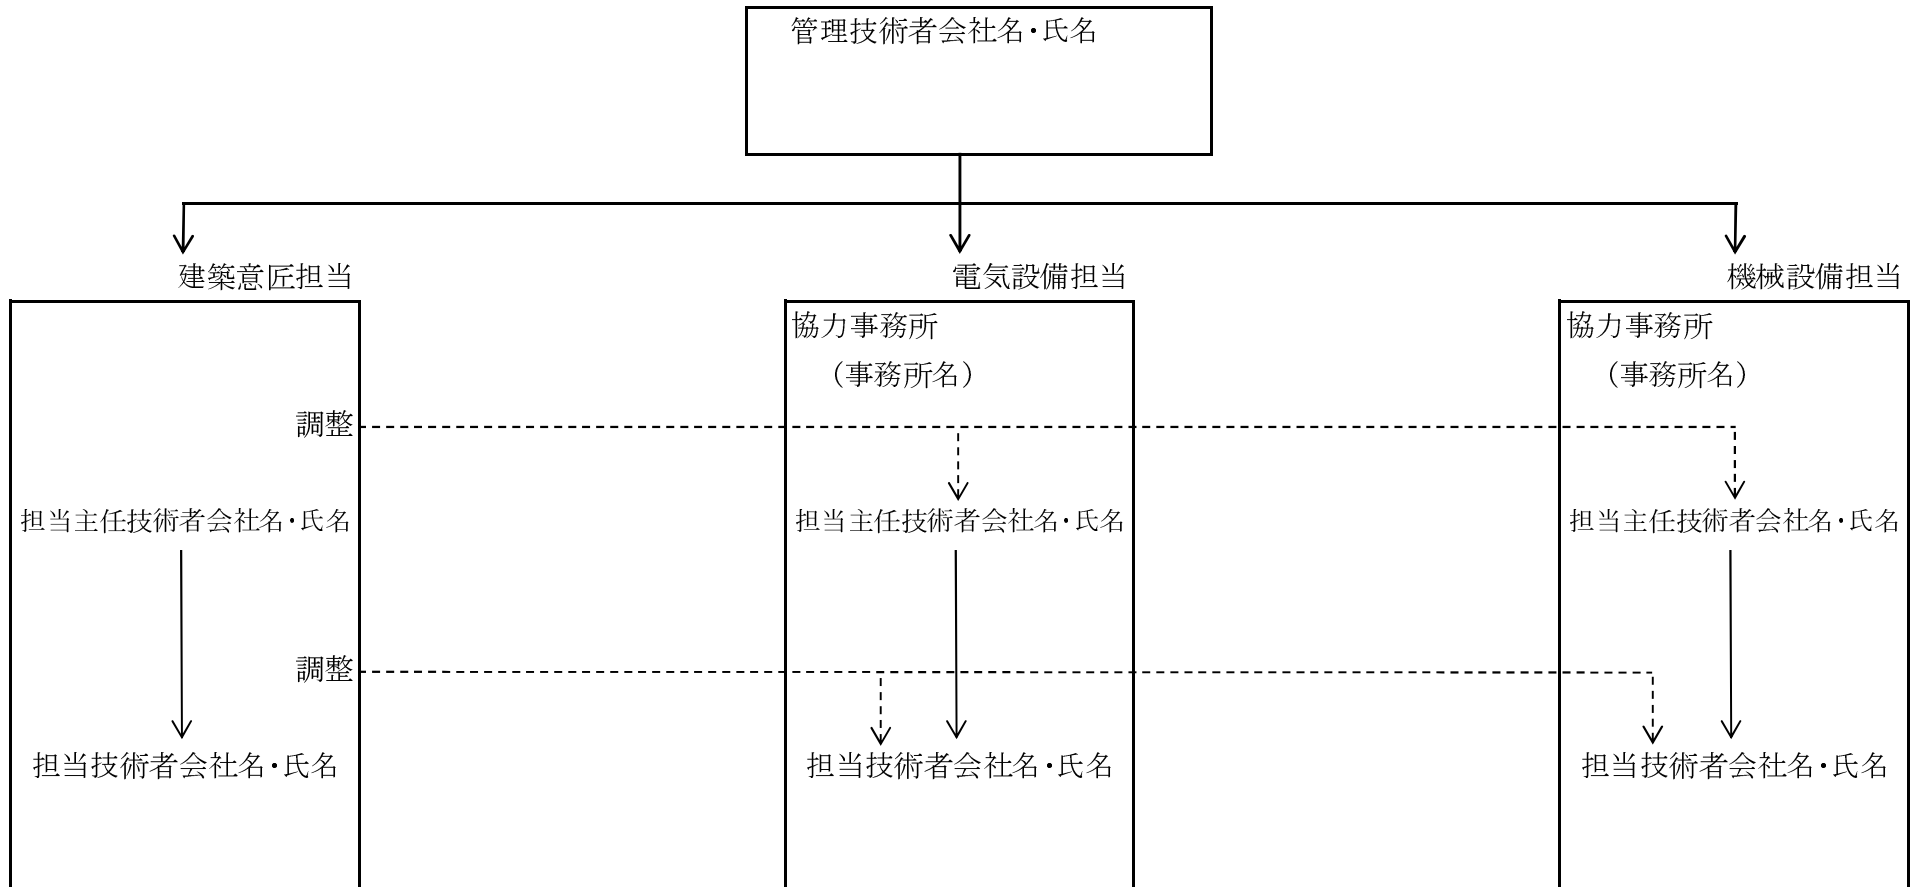 管理技術者会社名・氏名
建築意匠担当
電気設備担当
機械設備担当
協力事務所
（事務所名）
協力事務所
（事務所名）
調整
担当主任技術者会社名・氏名
担当主任技術者会社名・氏名
担当主任技術者会社名・氏名
調整
担当技術者会社名・氏名
担当技術者会社名・氏名
担当技術者会社名・氏名